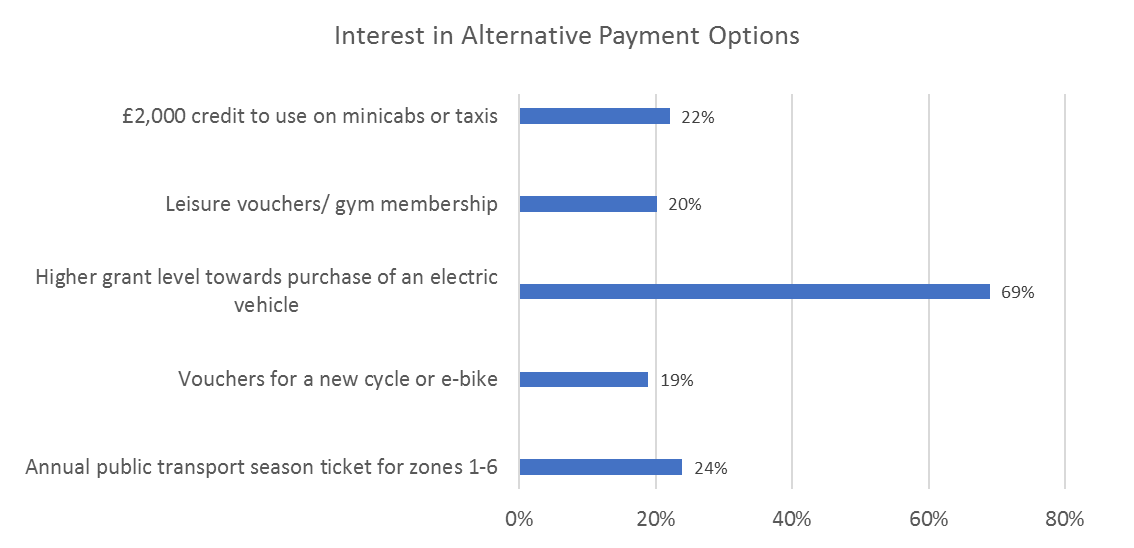 Interest in Alternative Payment Options
£2,000 credit to use on minicabs or taxis
22%
Leisure vouchers/ gym membership
20%
Higher grant level towards purchase of an electric
vehicle
69%
Vouchers for a new cycle or e-bike
19%
Annual public transport season ticket for zones 1-6
24%
0%
20%
40%
60%
80%